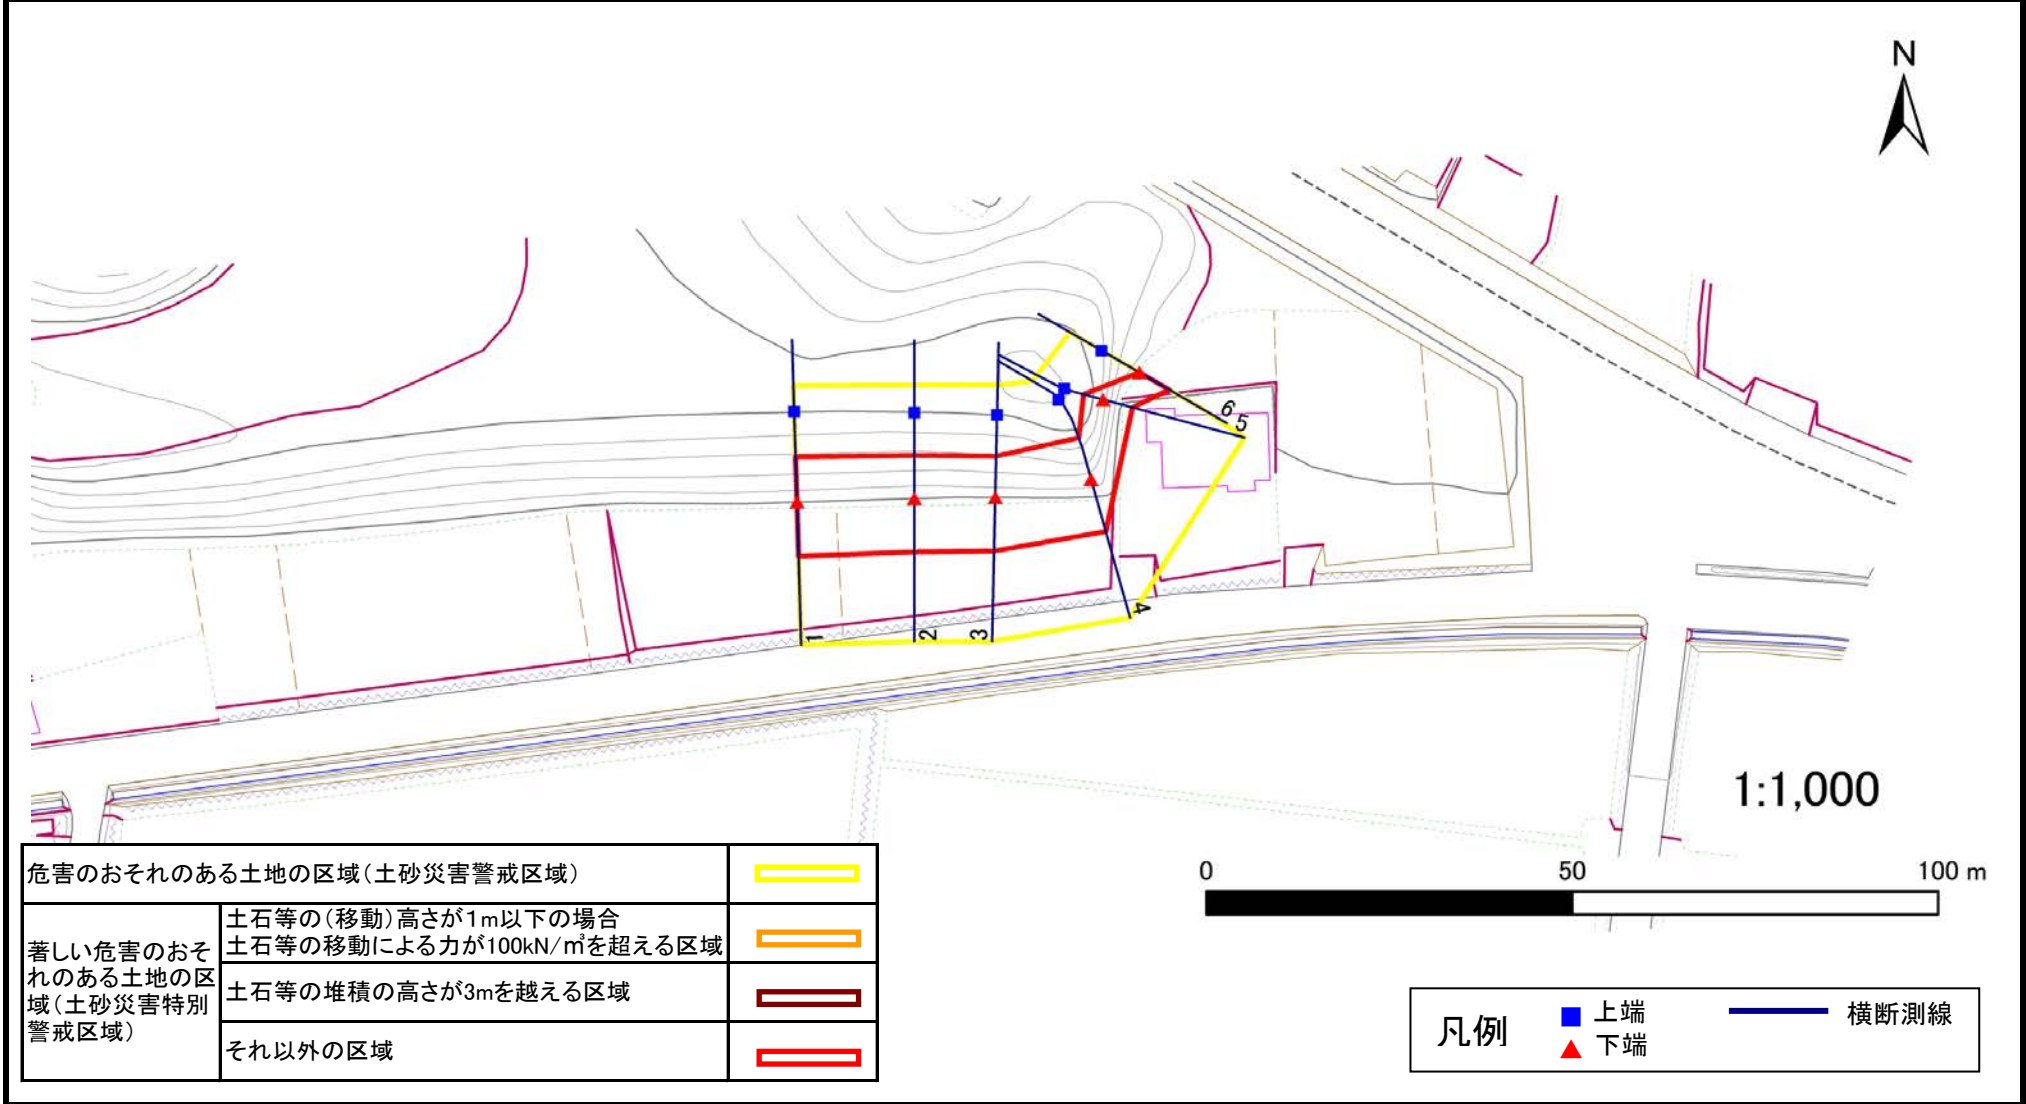 N
6
5
4
1
2
3
1:1,000
0 50 100 m
危害のおそれのある土地の区域(土砂災害警戒区域)
著しい危害のおそ
れのある土地の区
域(土砂災害特別
警戒区域)
土石等の(移動)高さが1m以下の場合
土石等の移動による力が100kN/㎡を超える区域
土石等の堆積の高さが3mを越える区域
それ以外の区域
凡例
上端
下端
横断測線